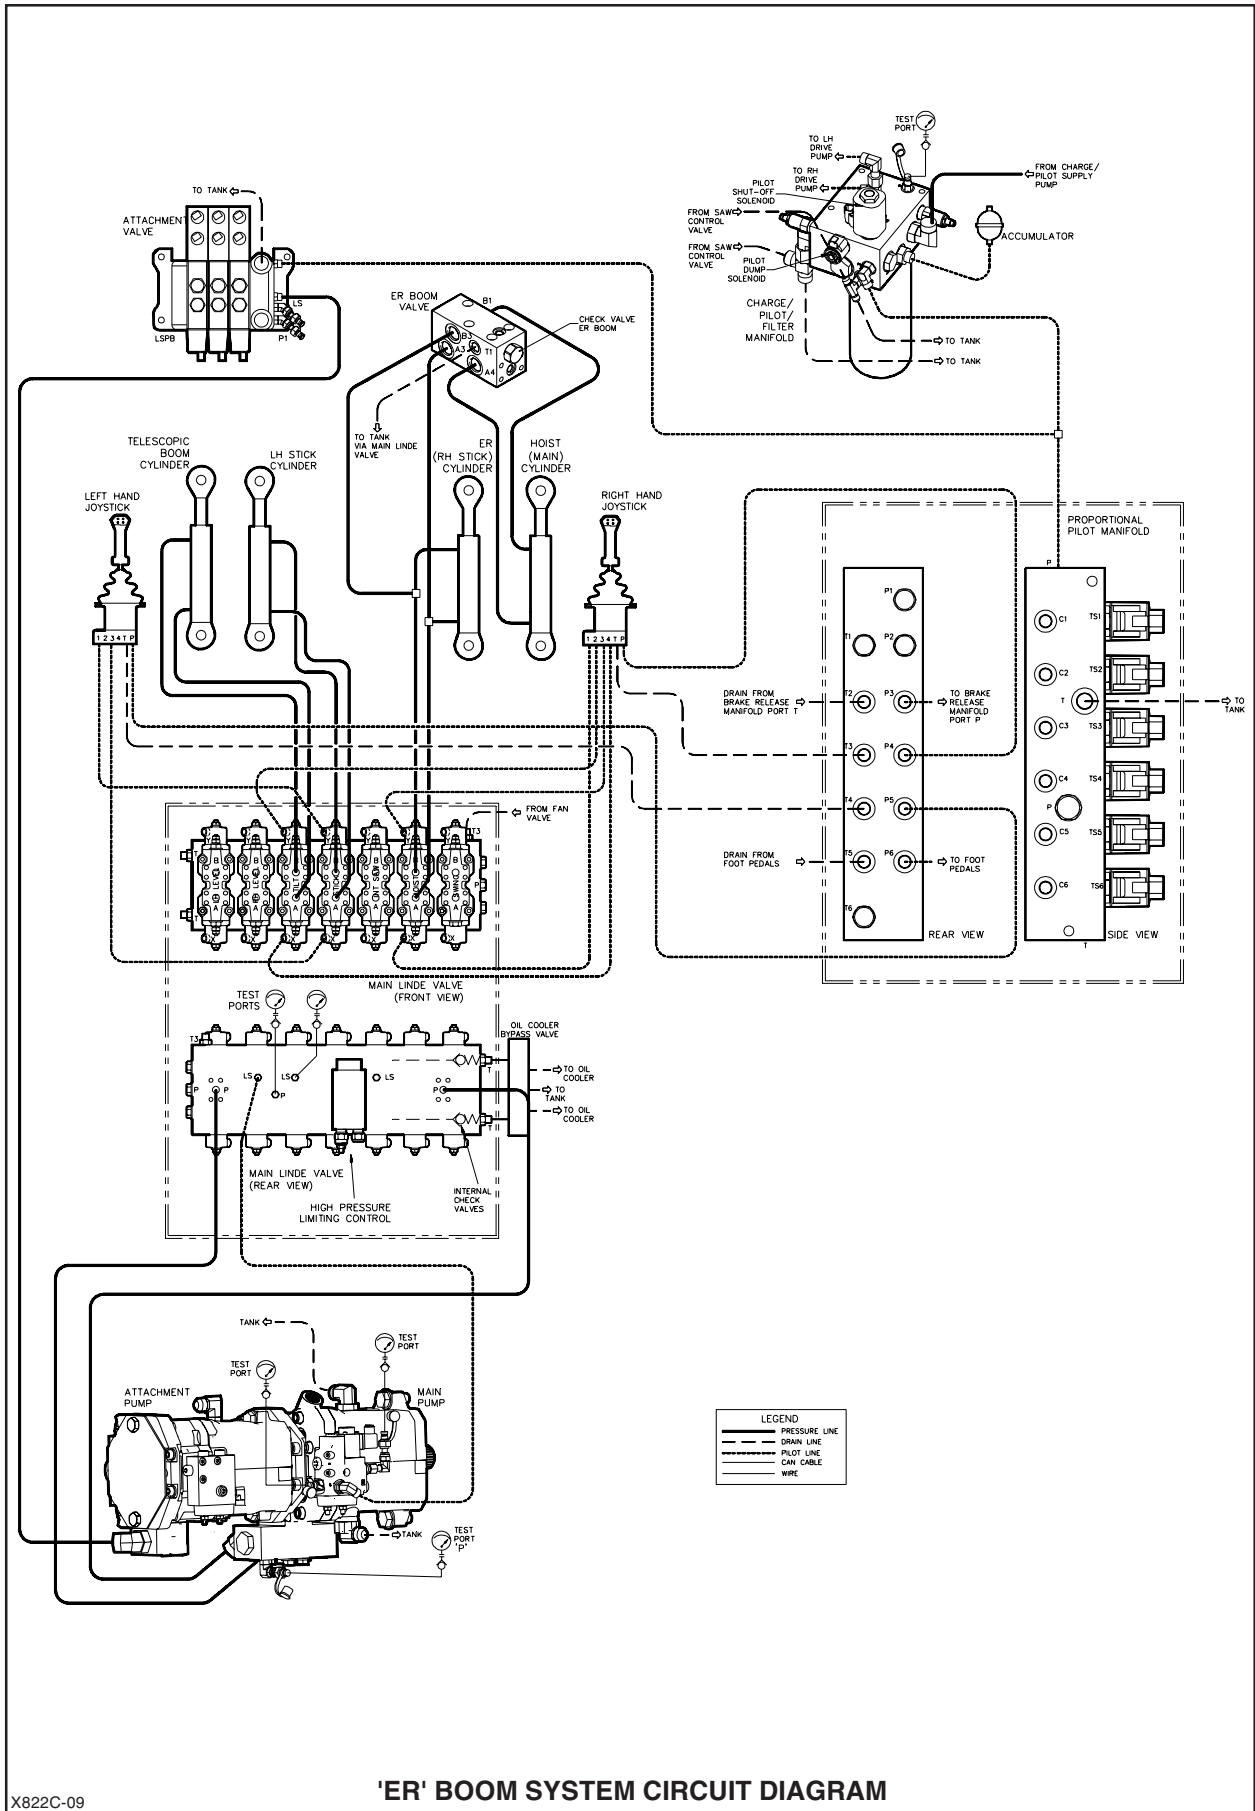 TEST
PORT
TO LH
DRIVE
PUMP
TO RH
DRIVE
PUMP
PILOT
SHUT-OFF
SOLENOID
FROM CHARGE/
PILOT SUPPLY
PUMP
FROM SAW
CONTROL
VALVE
FROM SAW
CONTROL
VALVE
PILOT
DUMP
SOLENOID
ACCUMULATOR
CHARGE/
PILOT/
FILTER
MANIFOLD
TO TANK
TO TANK
TO TANK
ATTACHMENT
VALVE
LS
LSPB
P1
ER BOOM
VALVE
B1
CHECK VALVE
ER BOOM
B3
A3
T1
A4
TO TANK
VIA MAIN LINDE
VALVE
TELESCOPIC
BOOM
CYLINDER
LH STICK
CYLINDER
ER
(RH STICK)
CYLINDER
HOIST
(MAIN)
CYLINDER
LEFT HAND
JOYSTICK
RIGHT HAND
JOYSTICK
1 2 3 4 T P
1 2 3 4 T P
PROPORTIONAL
PILOT MANIFOLD
P
P1
T1
P2
T2
P3
T3
P4
T4
P5
T5
P6
T6
DRAIN FROM
BRAKE RELEASE
MANIFOLD PORT T
TO BRAKE
RELEASE
MANIFOLD
PORT P
DRAIN FROM
FOOT PEDALS
TO FOOT
PEDALS
REAR VIEW
C1
TS1
C2
TS2
T
C3
TS3
C4
TS4
P
C5
TS5
C6
TS6
TO
TANK
SIDE VIEW
T
FROM FAN
VALVE
T3
T
T
P
Y Y Y Y Y Y Y
B B B B B B B
TILT
STICK
HOIST
SWING
A A A A A A A
X X X X X X X
MAIN LINDE VALVE
(FRONT VIEW)
TEST
PORTS
OIL COOLER
BYPASS VALVE
T3
P
P
LS
LS
P
LS
P
T
T
TO OIL
COOLER
TO
TANK
TO OIL
COOLER
MAIN LINDE VALVE
(REAR VIEW)
HIGH PRESSURE
LIMITING CONTROL
INTERNAL
CHECK
VALVES
TANK
TEST
PORT
TEST
PORT
ATTACHMENT
PUMP
MAIN
PUMP
TANK
TEST
PORT
'P'
LEGEND
PRESSURE LINE
DRAIN LINE
PILOT LINE
CAN CABLE
WIRE
'ER' BOOM SYSTEM CIRCUIT DIAGRAM
X822C-09